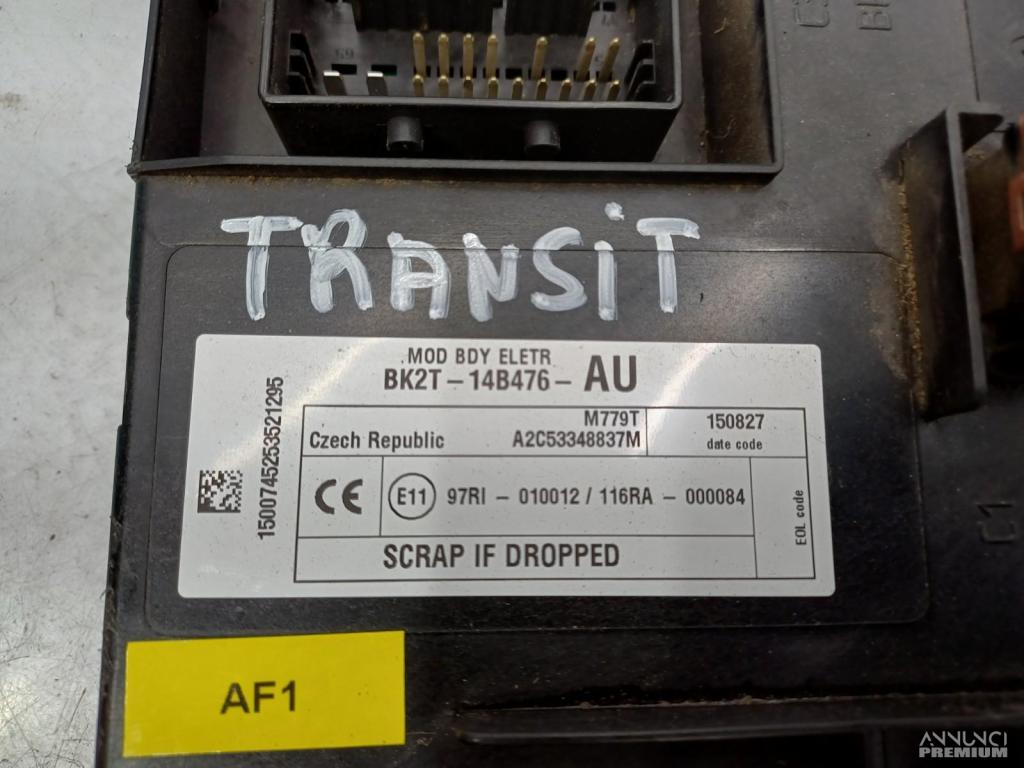 TRANSiT
MOD BDY ELETR
BK2T - 14B476 - AU
M779T
Czech Republic A2C53348837M
150827
date code
CE E11 97RI - 010012 / 116RA - 000084
EOL code
SCRAP IF DROPPED
1500745253521295
AF1
C1
ANNUNCI
PREMIUM